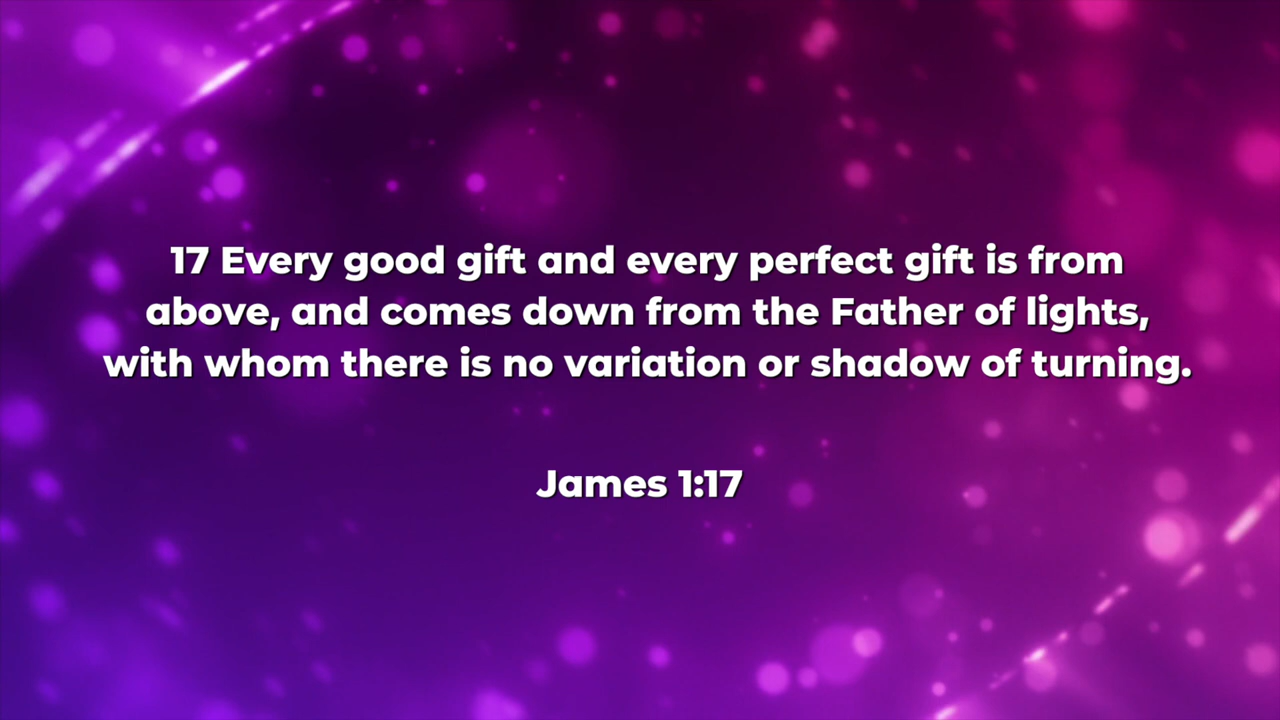 17 Every good gift and every perfect gift is from
above, and comes down from the Father of lights,
with whom there is no variation or shadow of turning.
James 1:17